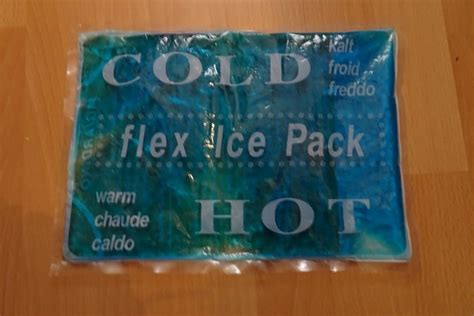 COLD
kalt
froid
freddo
flex Ice Pack
warm
chaude
caldo
HOT